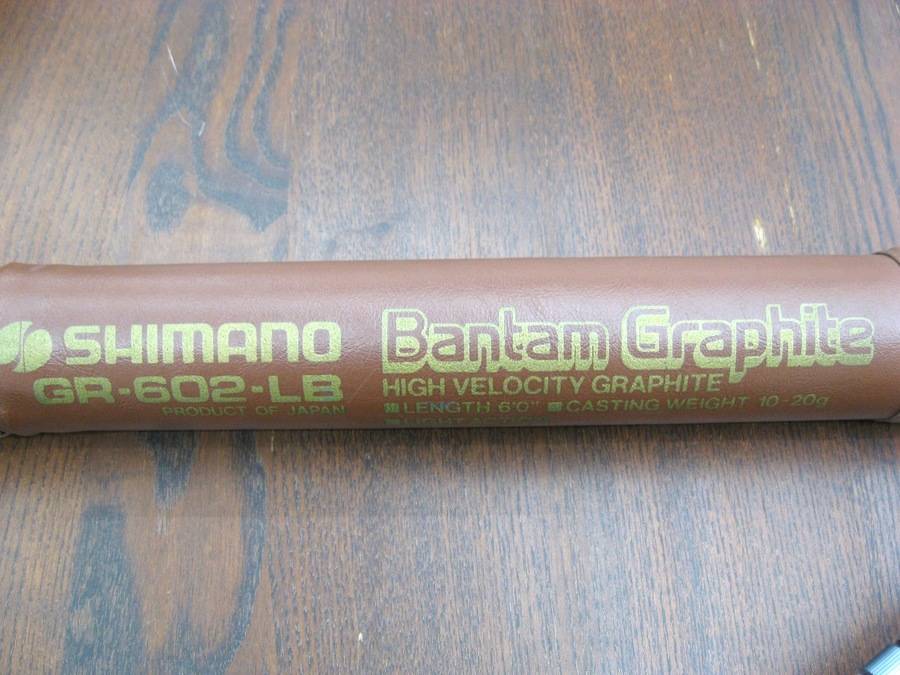 SHIMANO
GR-602-LB
PRODUCT OF JAPAN
Bantam Graphite
HIGH VELOCITY GRAPHITE
LENGTH 6'0" CASTING WEIGHT 10-20g